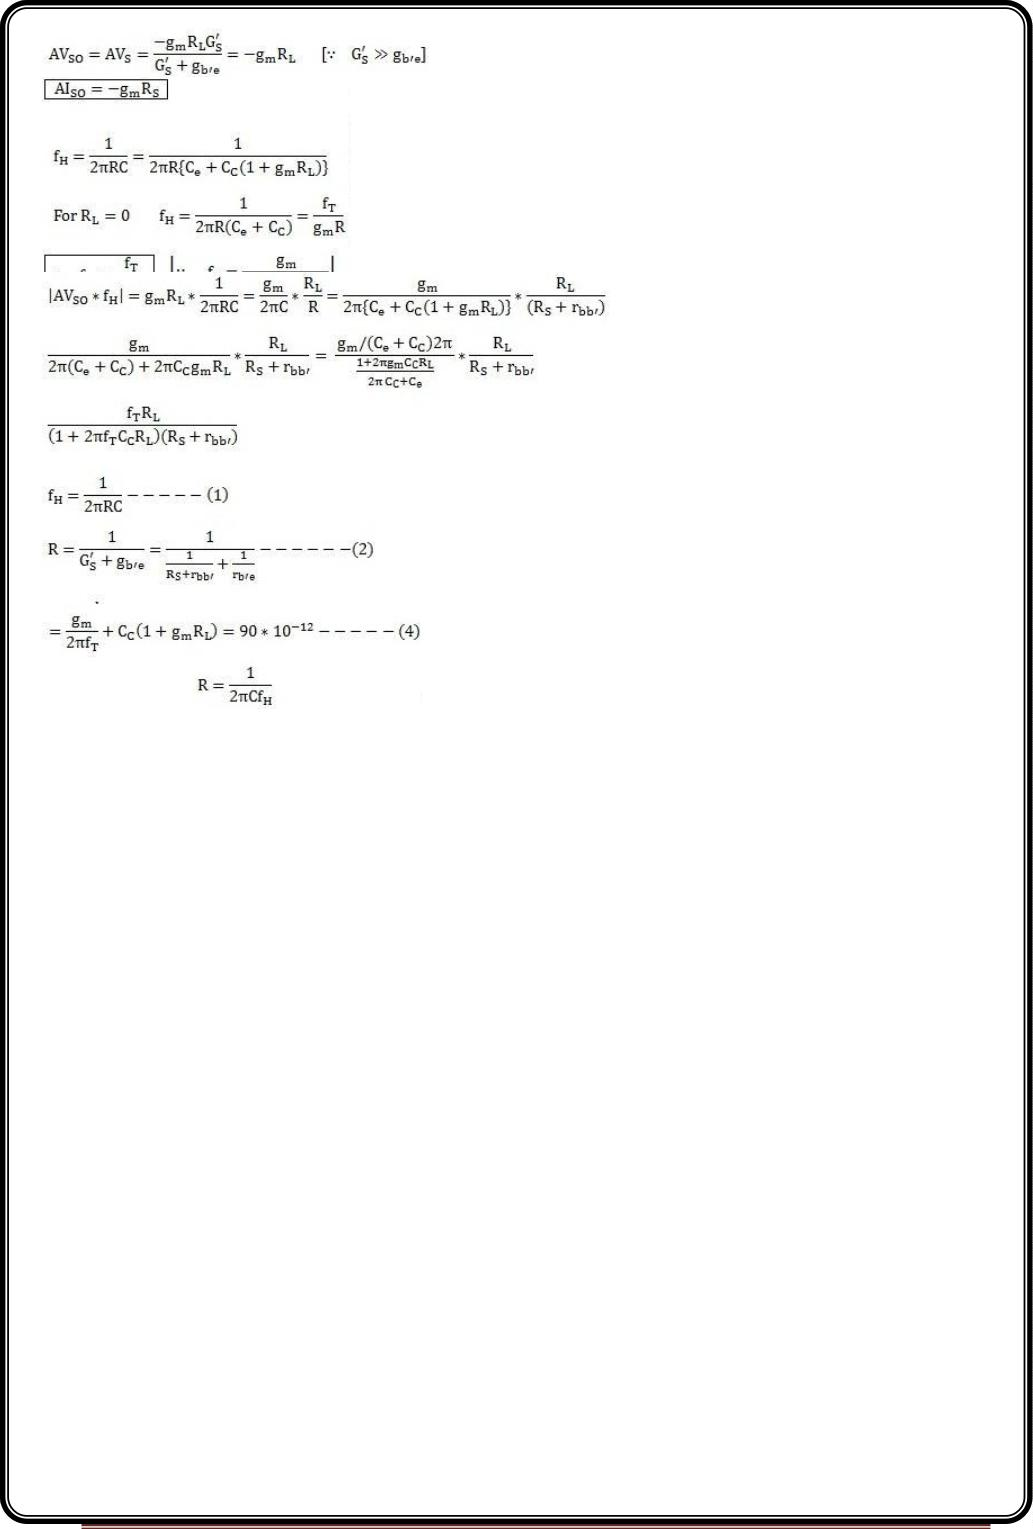 AV_SO = AV_S = (−g_m R_L G′_S)/(G′_S + g_b′e) = −g_m R_L [∵ G′_S ≫ g_b′e]
AI_SO = −g_m R_S
f_H = 1/(2πRC) = 1/(2πR{C_e + C_C(1 + g_m R_L)})
For R_L = 0 f_H = 1/(2πR(C_e + C_C)) = f_T/(g_m R)
f_T g_m
|AV_SO ∗ f_H| = g_m R_L ∗ 1/(2πRC) = g_m/(2πC) ∗ R_L/R = g_m/(2π{C_e + C_C(1 + g_m R_L)}) ∗ R_L/(R_S + r_bb′)
g_m/(2π(C_e + C_C) + 2πC_C g_m R_L) ∗ R_L/(R_S + r_bb′) = (g_m/(C_e + C_C)2π)/((1+2πg_m C_C R_L)/(2π C_C+C_e)) ∗ R_L/(R_S + r_bb′)
f_T R_L/((1 + 2πf_T C_C R_L)(R_S + r_bb′))
f_H = 1/(2πRC) − − − − − (1)
R = 1/(G′_S + g_b′e) = 1/(1/(R_S+r_bb′) + 1/r_b′e) − − − − − −(2)
= g_m/(2πf_T) + C_C(1 + g_m R_L) = 90 ∗ 10^−12 − − − − − (4)
R = 1/(2πCf_H)